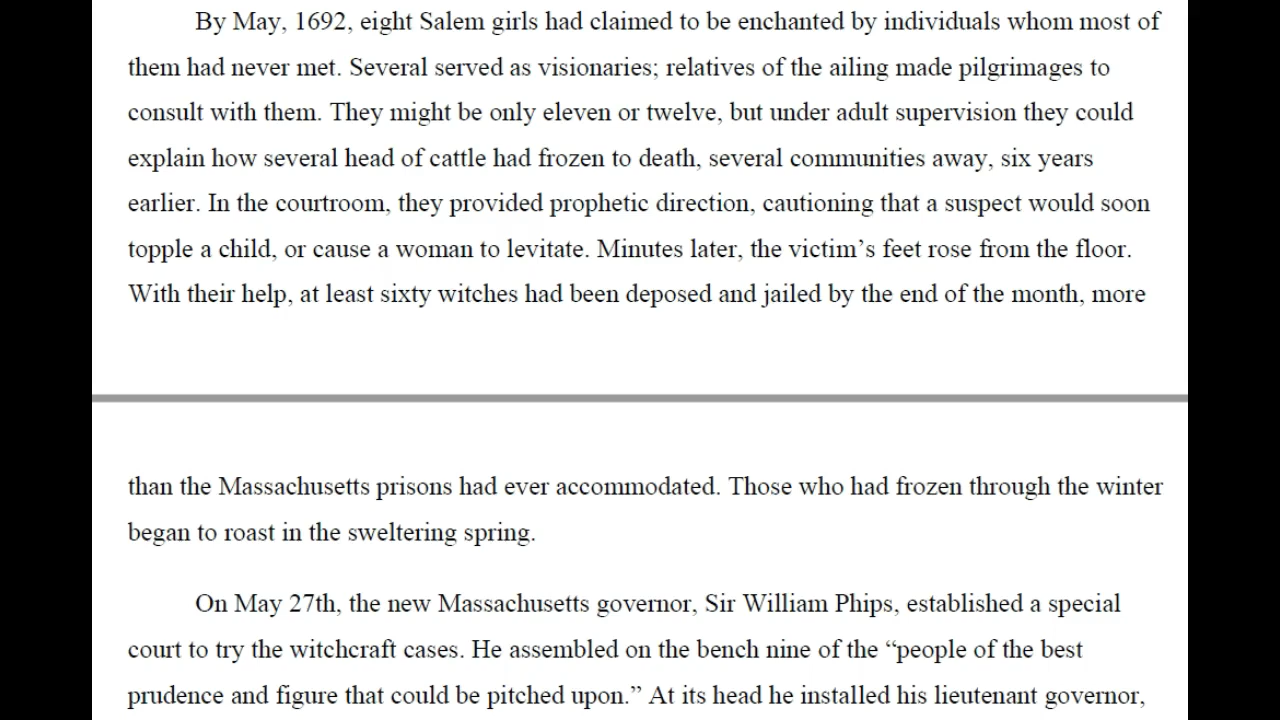 By May, 1692, eight Salem girls had claimed to be enchanted by individuals whom most of
them had never met. Several served as visionaries; relatives of the ailing made pilgrimages to
consult with them. They might be only eleven or twelve, but under adult supervision they could
explain how several head of cattle had frozen to death, several communities away, six years
earlier. In the courtroom, they provided prophetic direction, cautioning that a suspect would soon
topple a child, or cause a woman to levitate. Minutes later, the victim’s feet rose from the floor.
With their help, at least sixty witches had been deposed and jailed by the end of the month, more
than the Massachusetts prisons had ever accommodated. Those who had frozen through the winter
began to roast in the sweltering spring.
On May 27th, the new Massachusetts governor, Sir William Phips, established a special
court to try the witchcraft cases. He assembled on the bench nine of the “people of the best
prudence and figure that could be pitched upon.” At its head he installed his lieutenant governor,